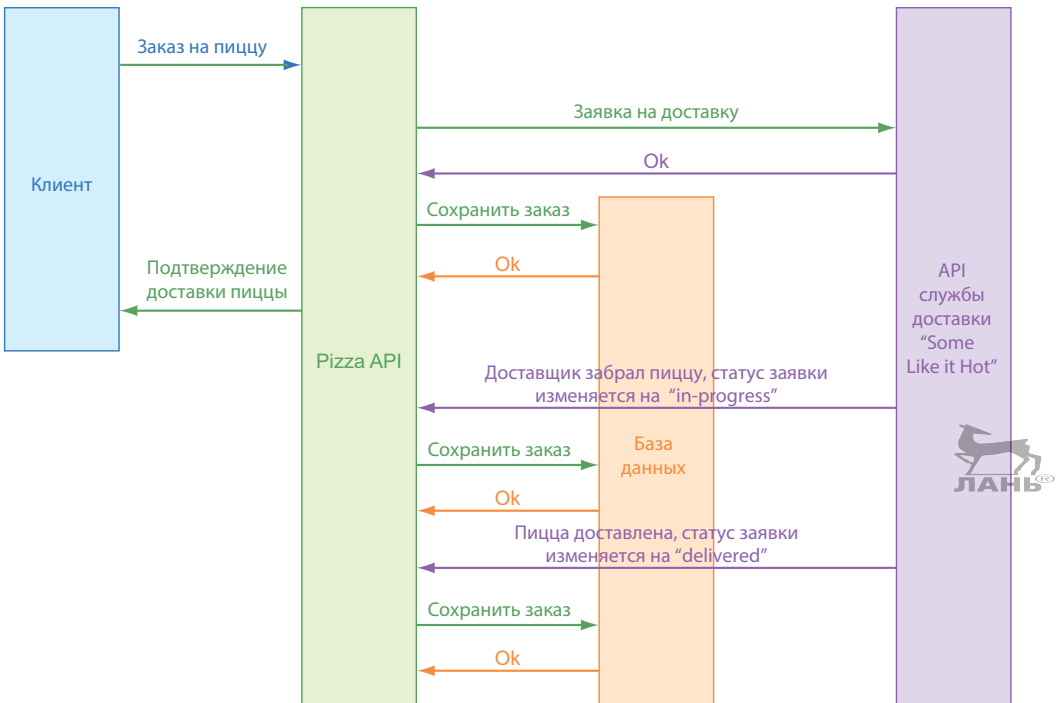 Заказ на пиццу
Заявка на доставку
Ok
Клиент
Сохранить заказ
Ok
Подтверждение
доставки пиццы
API
службы
доставки
“Some
Like it Hot”
Pizza API
Доставщик забрал пиццу, статус заявки
изменяется на “in-progress”
База
данных
Сохранить заказ
ЛАНЬ®
Ok
Пицца доставлена, статус заявки
изменяется на “delivered”
Сохранить заказ
Ok